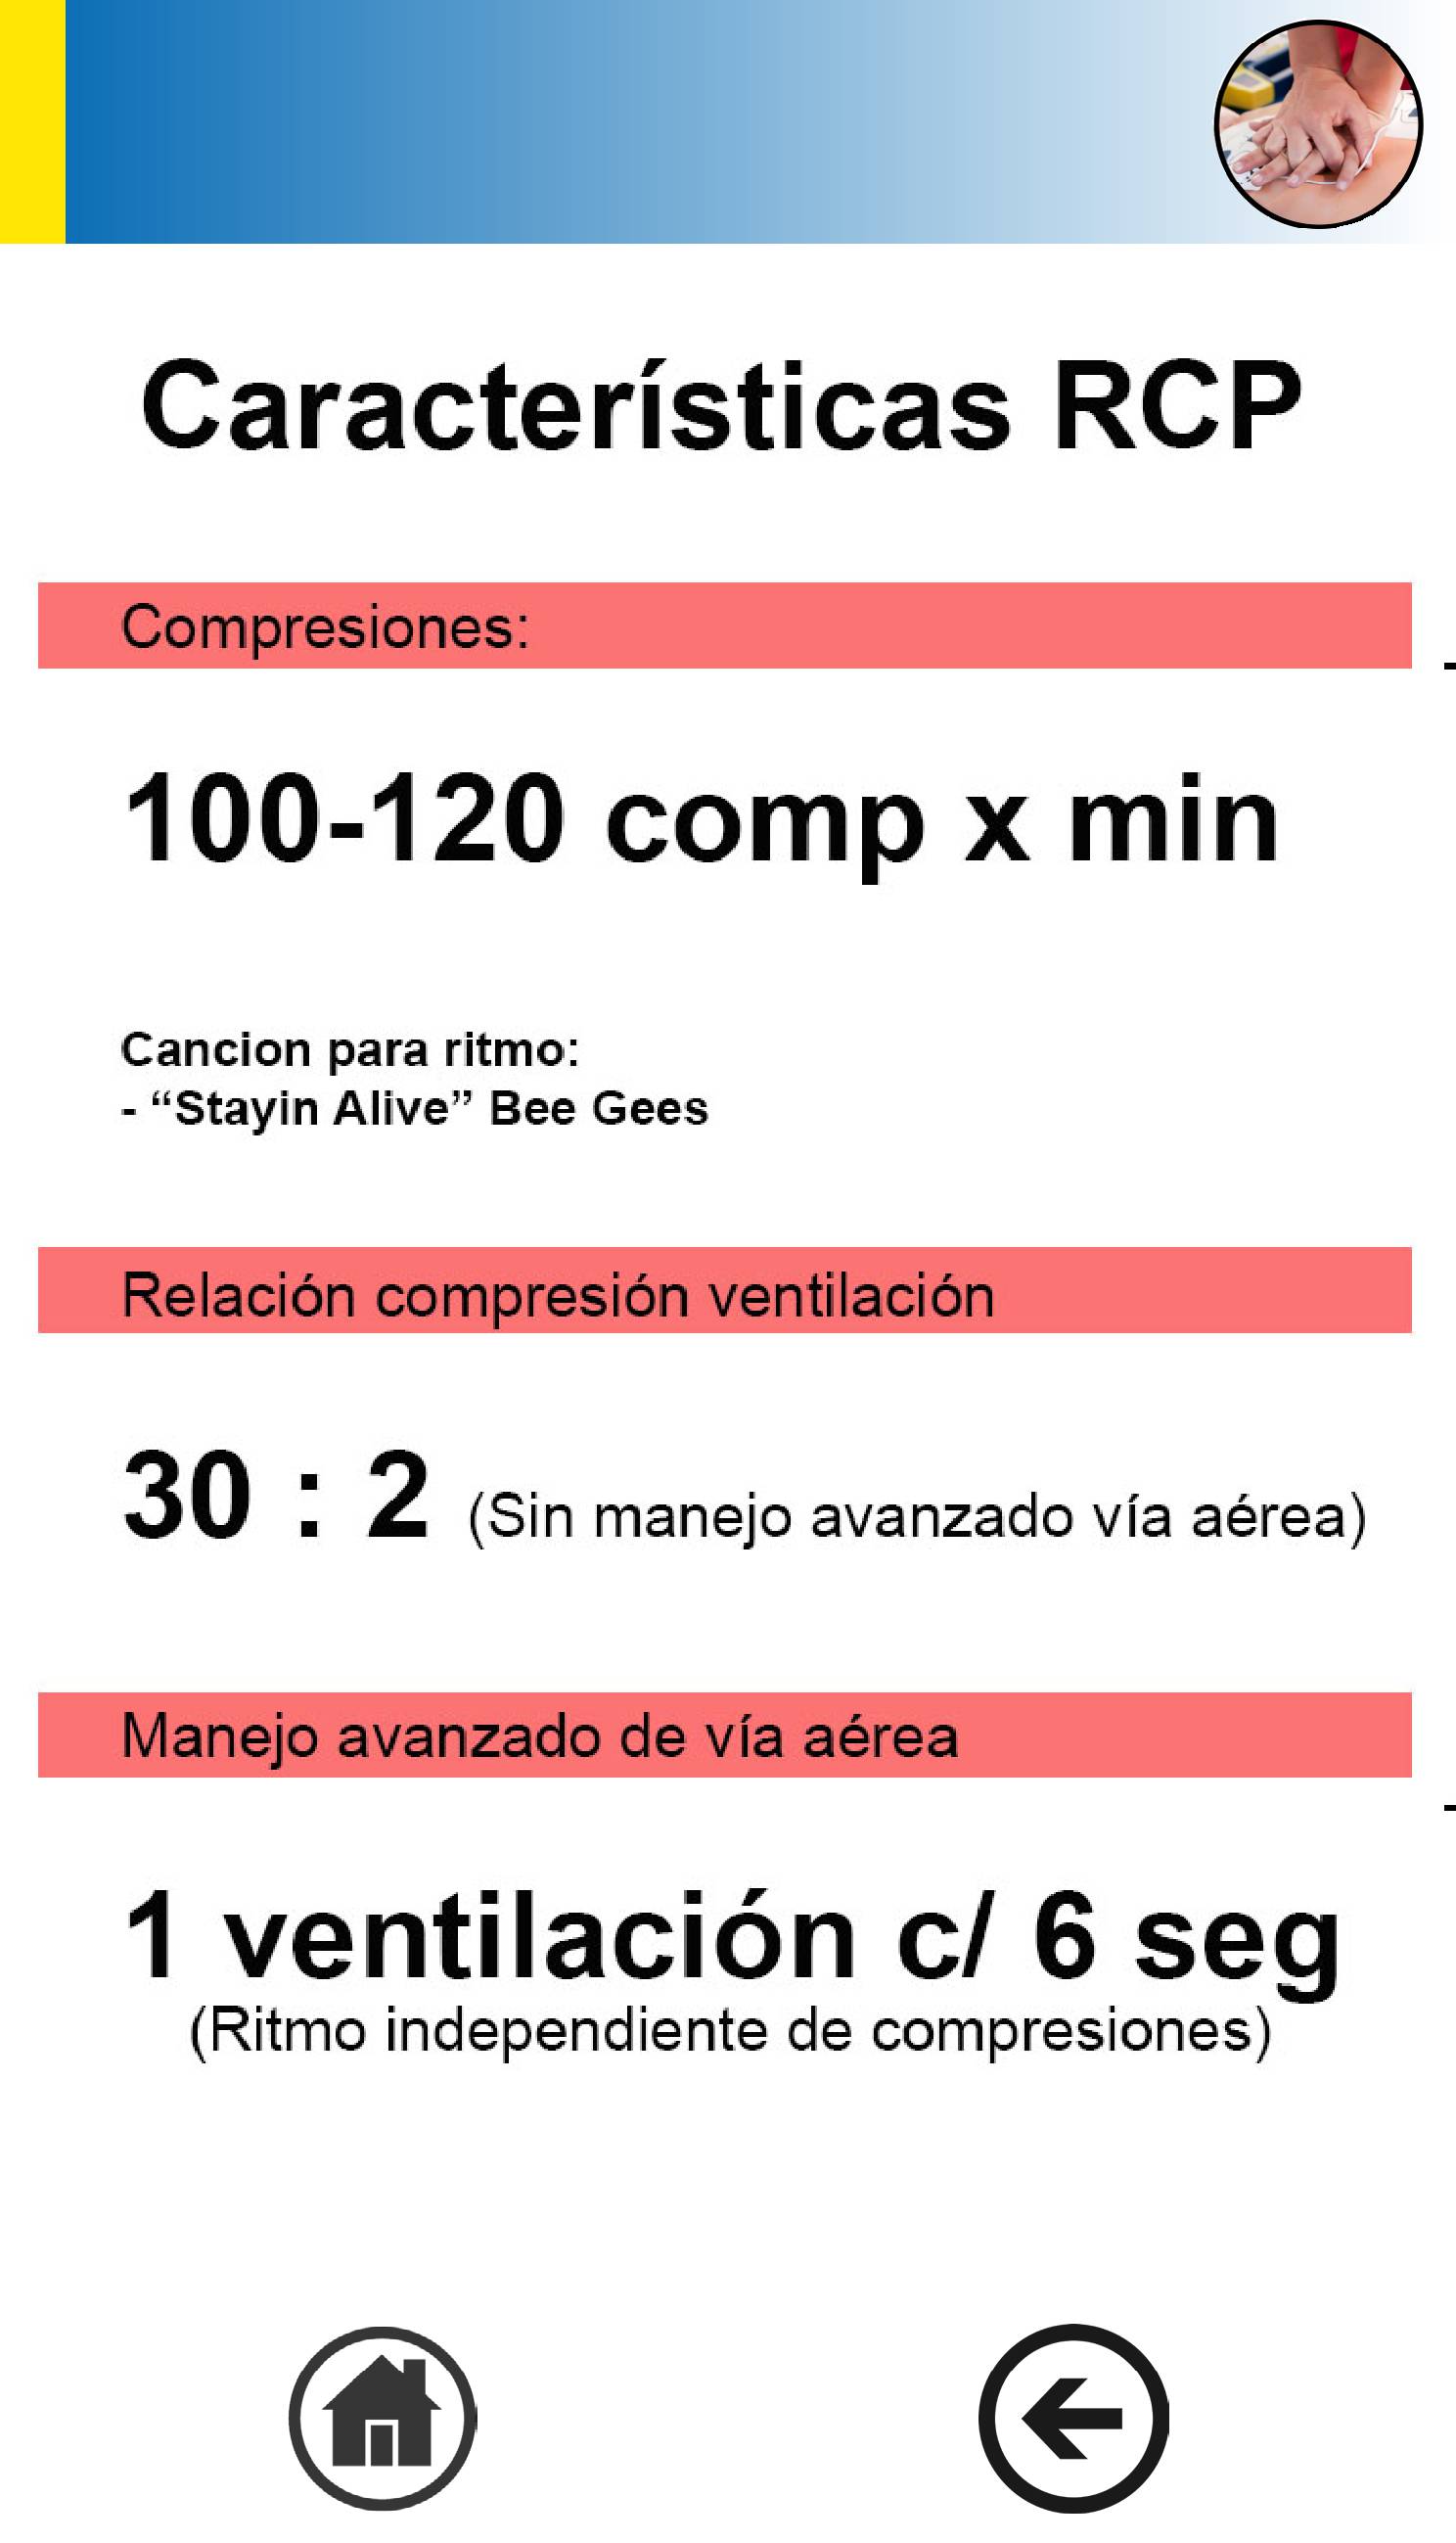 Características RCP
Compresiones:
100-120 comp x min
Cancion para ritmo:
- “Stayin Alive” Bee Gees
Relación compresión ventilación
30 : 2 (Sin manejo avanzado vía aérea)
Manejo avanzado de vía aérea
1 ventilación c/ 6 seg
(Ritmo independiente de compresiones)